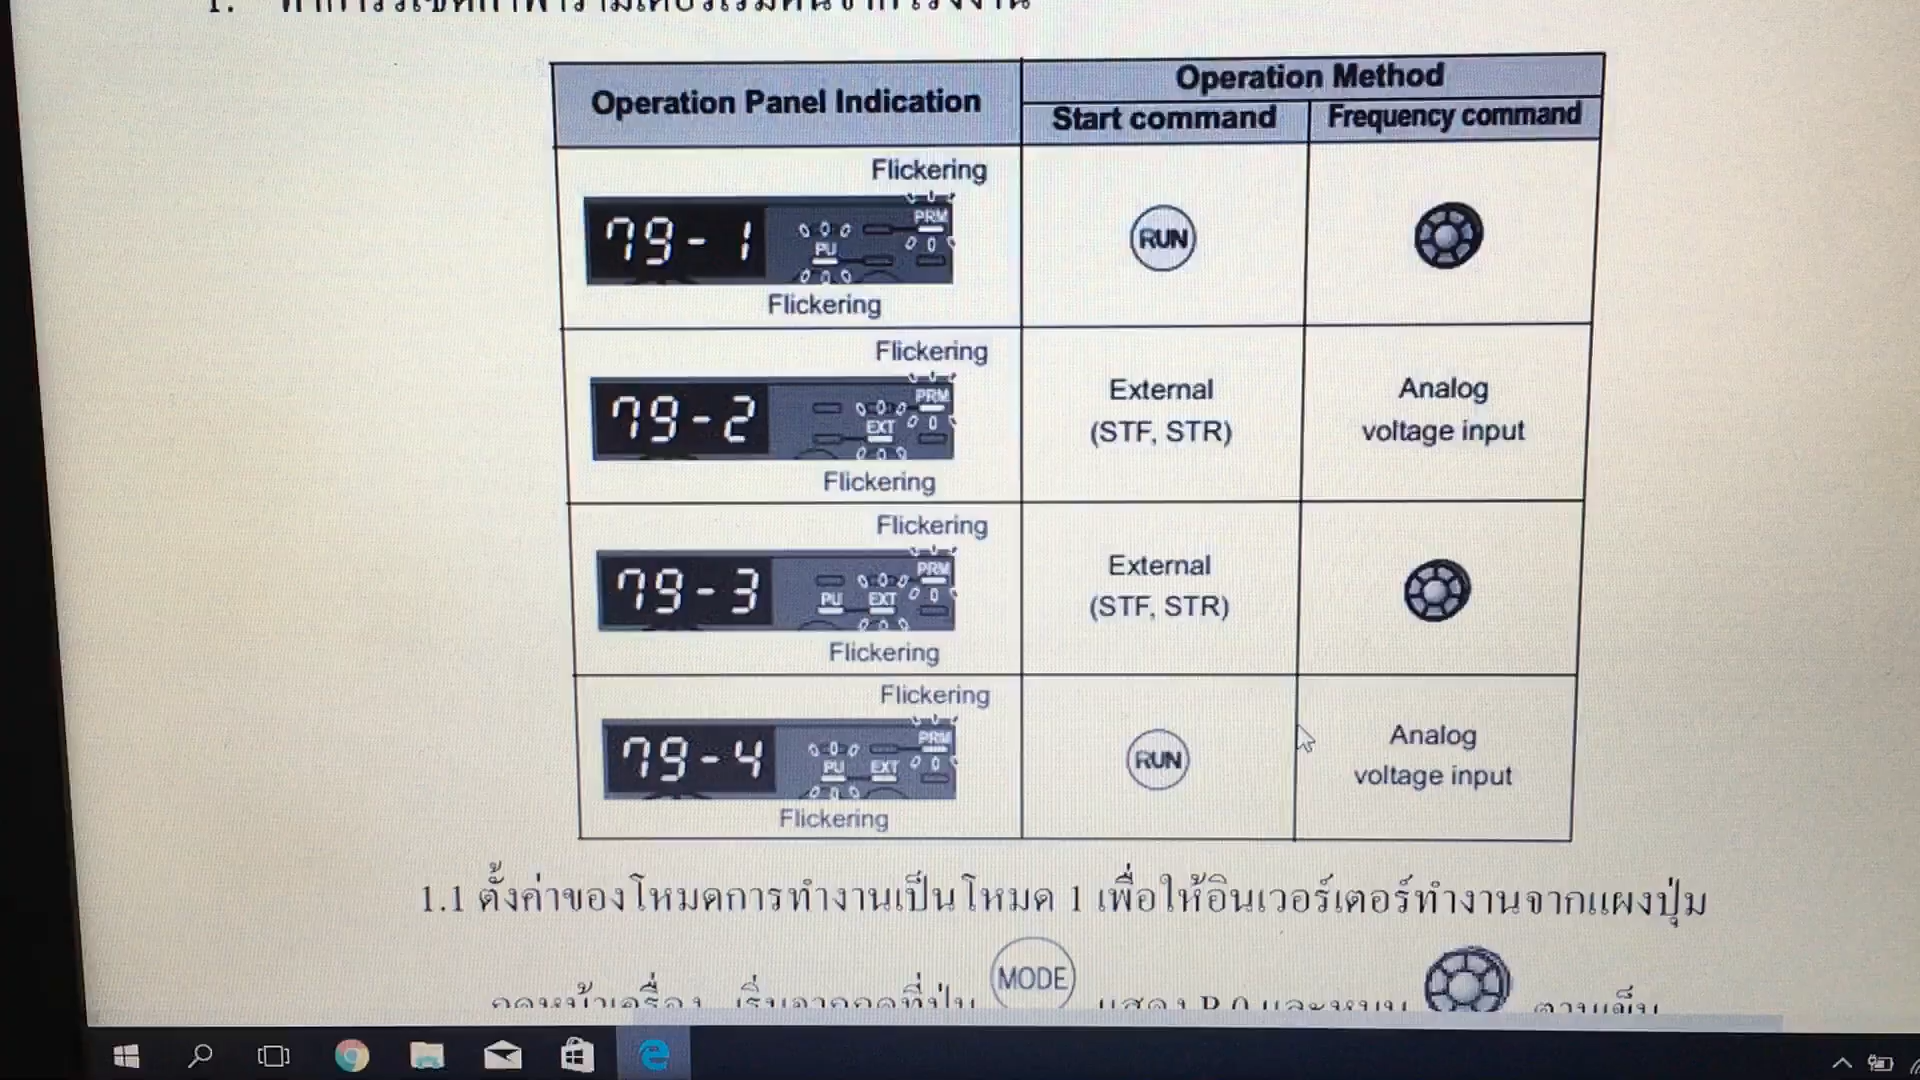 1.
Operation Panel Indication
Operation Method
Start command
Frequency command
Flickering
79-1
PRM
PU
Flickering
RUN
Flickering
79-2
PRM
EXT
Flickering
External
(STF, STR)
Analog
voltage input
Flickering
79-3
PRM
PU EXT
Flickering
External
(STF, STR)
Flickering
79-4
PRM
PU EXT
Flickering
RUN
Analog
voltage input
1.1 ตั้งค่าของโหมดการทำงานเป็นโหมด 1 เพื่อให้อินเวอร์เตอร์ทำงานจากแผงปุ่ม
MODE